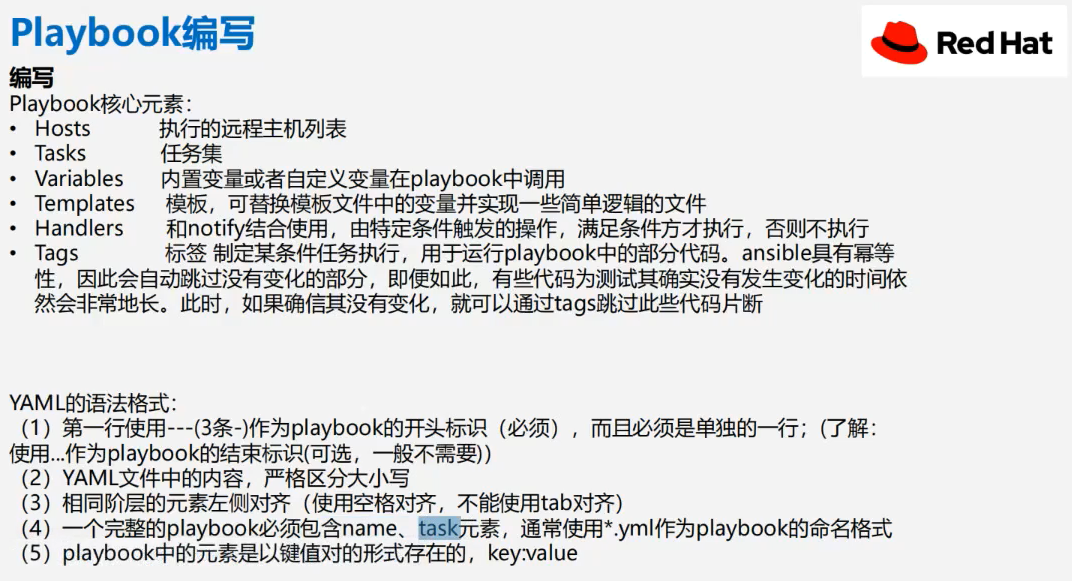 Playbook编写
Red Hat
编写
Playbook核心元素：
• Hosts 执行的远程主机列表
• Tasks 任务集
• Variables 内置变量或者自定义变量在playbook中调用
• Templates 模板，可替换模板文件中的变量并实现一些简单逻辑的文件
• Handlers 和notify结合使用，由特定条件触发的操作，满足条件方才执行，否则不执行
• Tags 标签 制定某条件任务执行，用于运行playbook中的部分代码。ansible具有幂等
性，因此会自动跳过没有变化的部分，即便如此，有些代码为测试其确实没有发生变化的时间依
然会非常地长。此时，如果确信其没有变化，就可以通过tags跳过此些代码片断
YAML的语法格式：
（1）第一行使用---(3条-)作为playbook的开头标识（必须），而且必须是单独的一行；(了解：
使用...作为playbook的结束标识(可选，一般不需要))
（2）YAML文件中的内容，严格区分大小写
（3）相同阶层的元素左侧对齐（使用空格对齐，不能使用tab对齐）
（4）一个完整的playbook必须包含name、task元素，通常使用*.yml作为playbook的命名格式
（5）playbook中的元素是以键值对的形式存在的，key:value